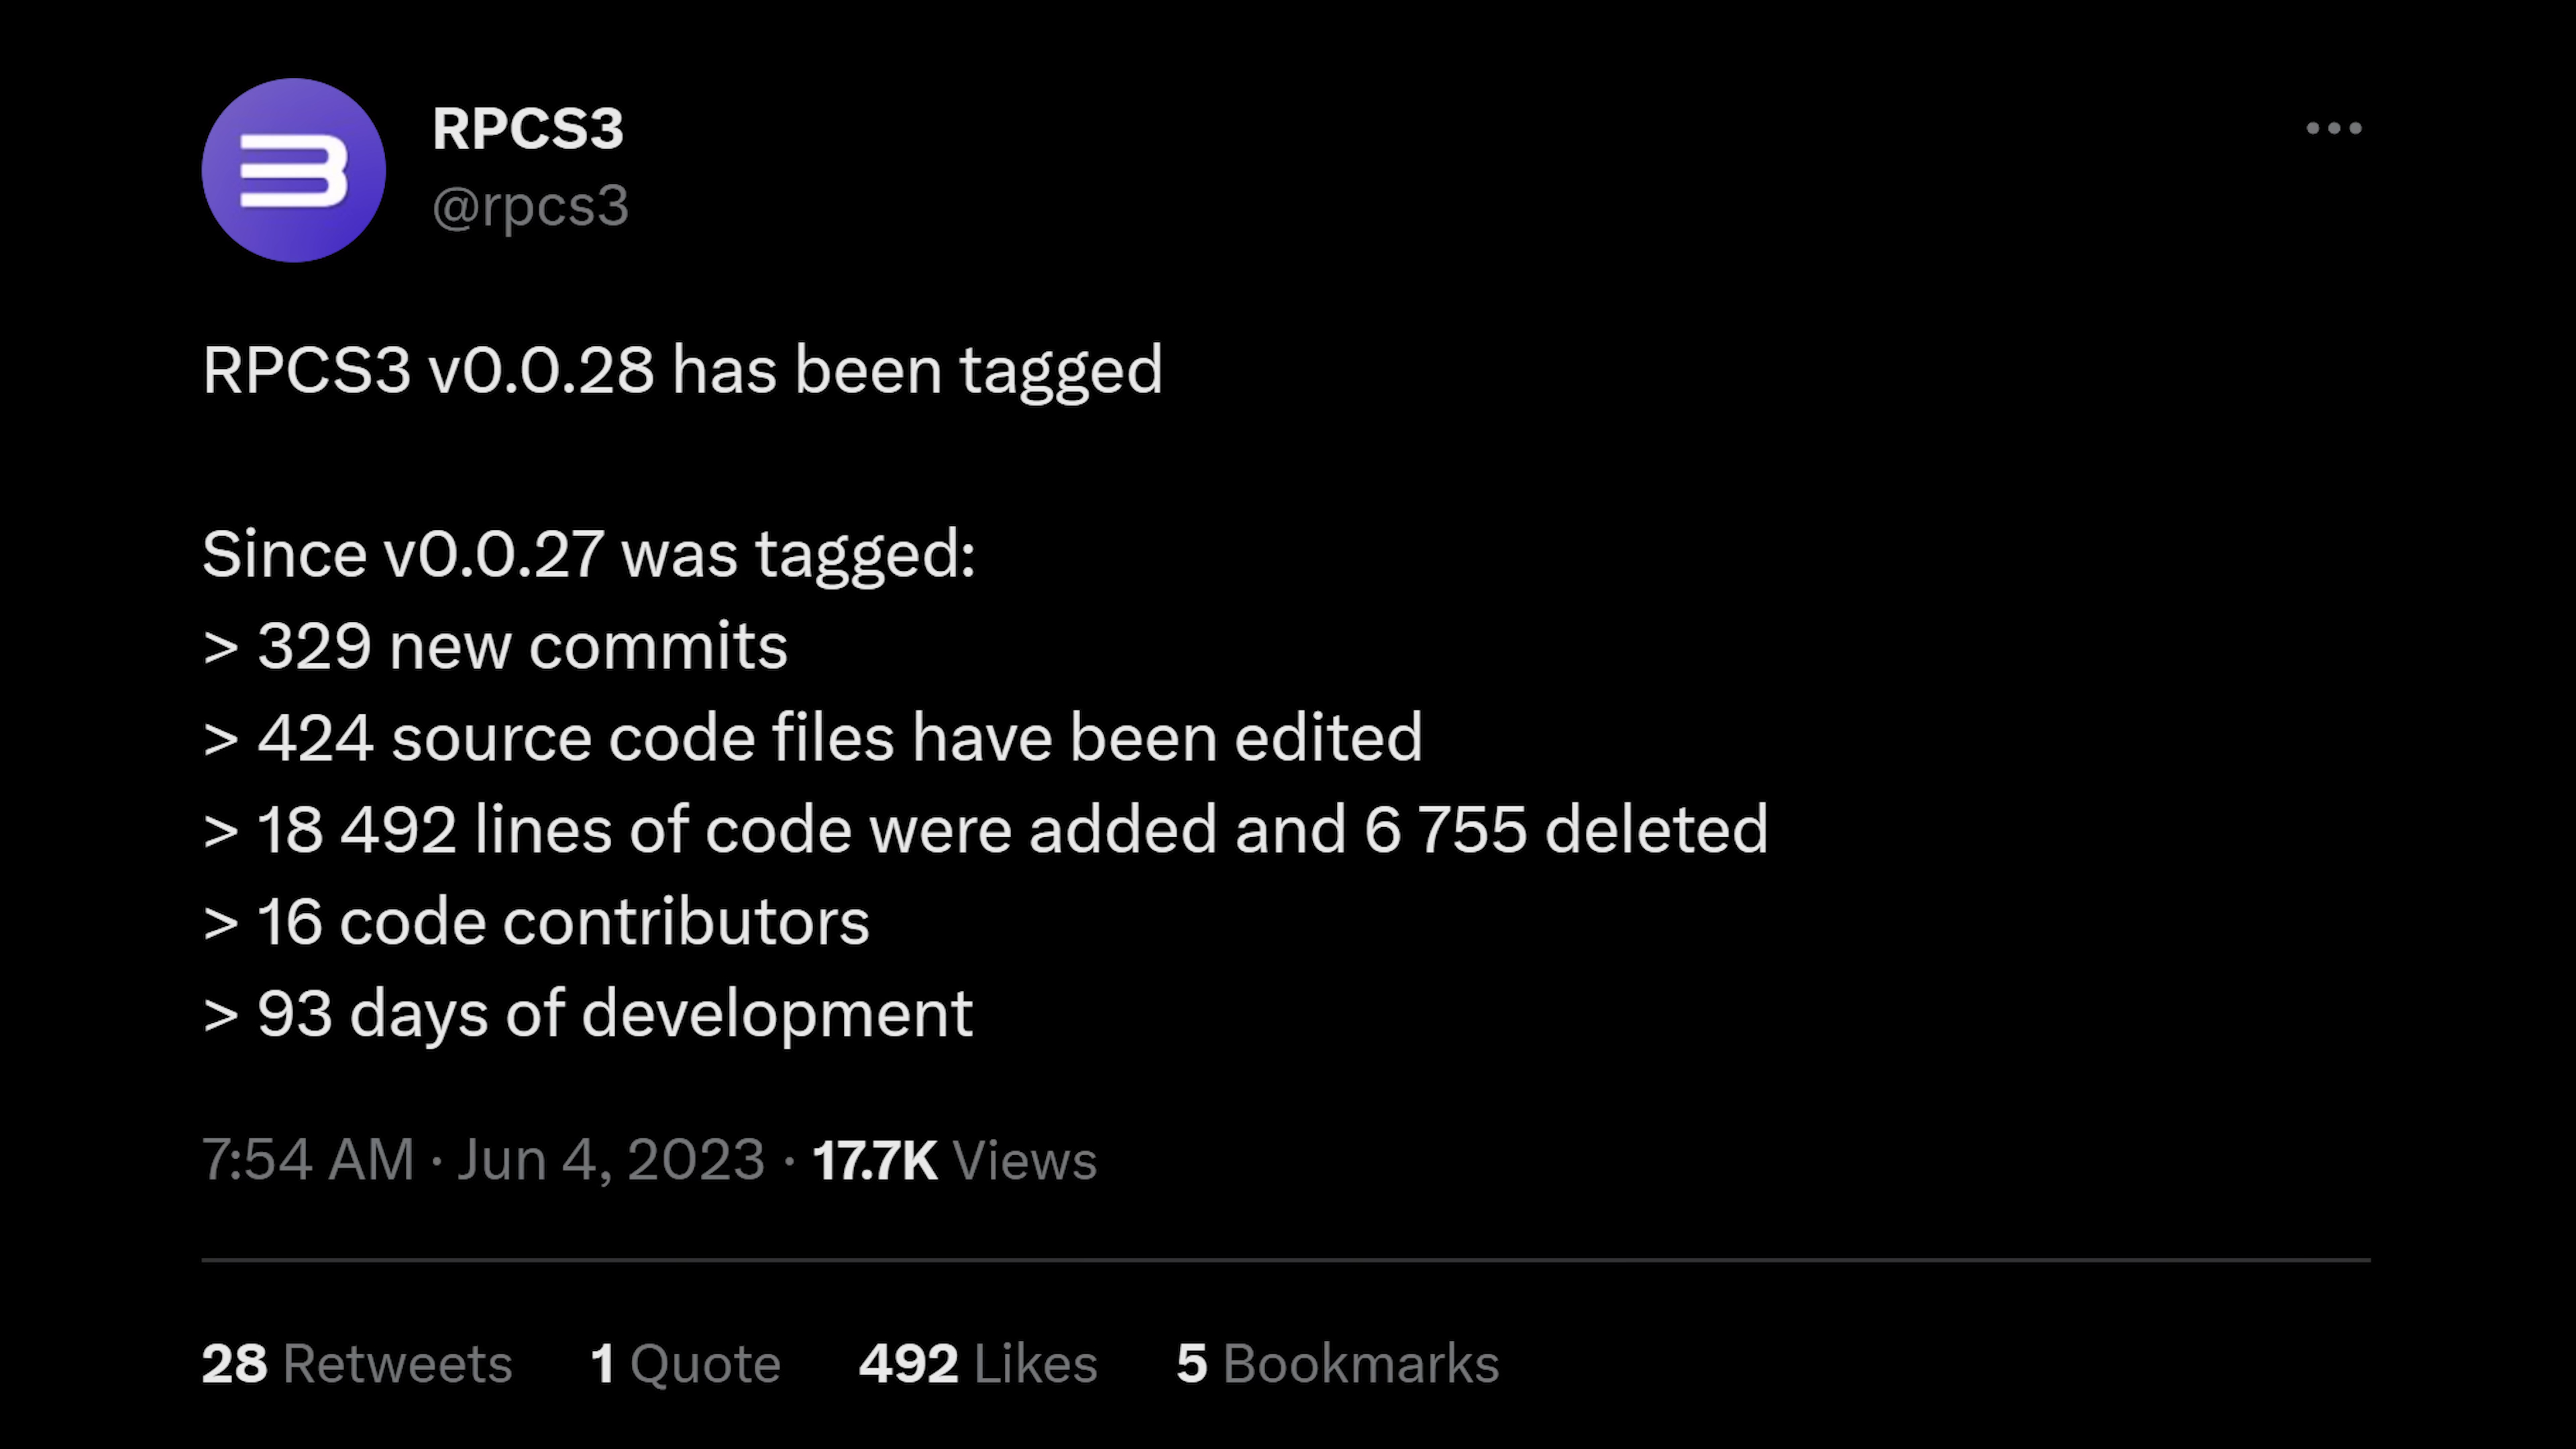 RPCS3
@rpcs3
RPCS3 v0.0.28 has been tagged
Since v0.0.27 was tagged:
> 329 new commits
> 424 source code files have been edited
> 18 492 lines of code were added and 6 755 deleted
> 16 code contributors
> 93 days of development
7:54 AM · Jun 4, 2023 · 17.7K Views
28 Retweets 1 Quote 492 Likes 5 Bookmarks